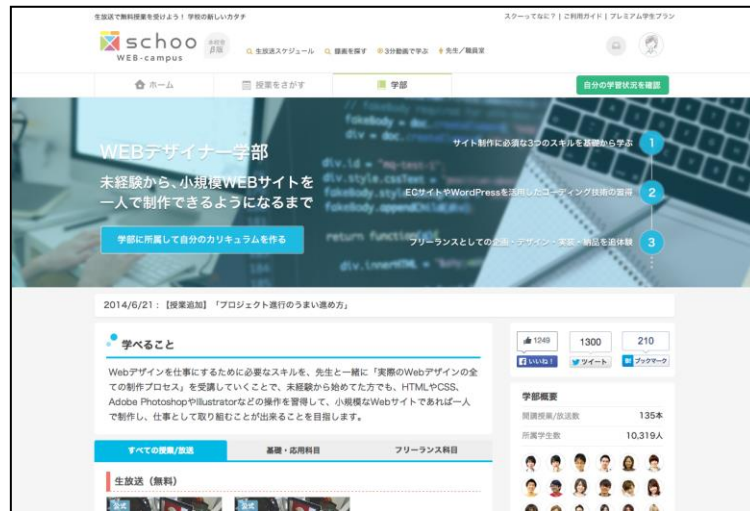 生放送で無料授業を受けよう! 学校の新しいカタチ
スクーってなに? | ご利用ガイド | プレミアム学生プラン
schoo
WEB-campus
β版
生放送スケジュール 録画を探す 3分動画で学ぶ 先生/職員室
ホーム 授業をさがす 学部 自分の学習状況を確認
WEBデザイナー学部
未経験から、小規模WEBサイトを
一人で制作できるようになるまで
学部に所属して自分のカリキュラムを作る
サイト制作に必須な3つのスキルを基礎から学ぶ 1
ECサイトやWordPressを活用したコーディング技術の習得 2
フリーランスとしての企画・デザイン・実装・納品を追体験 3
div.id = "mq-test-1";
div.style.cssText =
return function(
div.innerHTML =
2014/6/21:【授業追加】「プロジェクト進行のうまい進め方」
学べること
Webデザインを仕事にするために必要なスキルを、先生と一緒に「実際のWebデザインの全
ての制作プロセス」を受講していくことで、未経験から始めてた方でも、HTMLやCSS、
Adobe PhotoshopやIllustratorなどの操作を習得して、小規模なWebサイトであれば一人
で制作し、仕事として取り組むことが出来ることを目指します。
1249 1300 210
いいね! ツイート ブックマーク
学部概要
開講授業/放送数 135本
所属学生数 10,319人
すべての授業/放送 基礎・応用科目 フリーランス科目
生放送(無料)
公式 公式